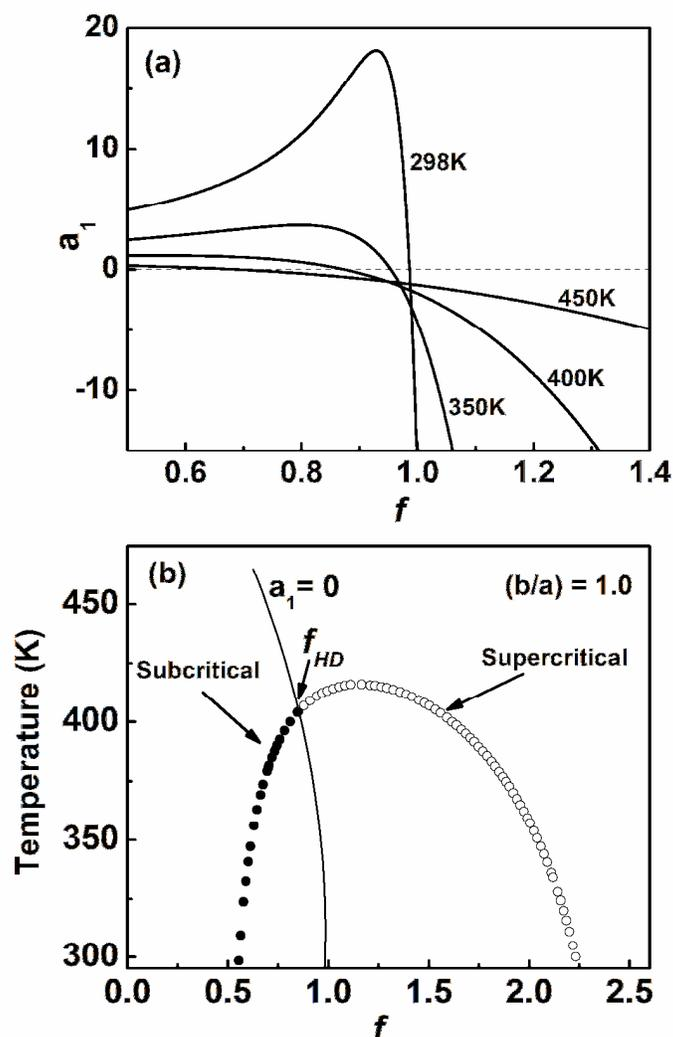 20
(a)
10
298K
a1
0
450K
-10
400K
350K
0.6 0.8 1.0 1.2 1.4
f
(b)
a1= 0
(b/a) = 1.0
450
fHD
Subcritical
Supercritical
400
Temperature (K)
350
300
0.0 0.5 1.0 1.5 2.0 2.5
f